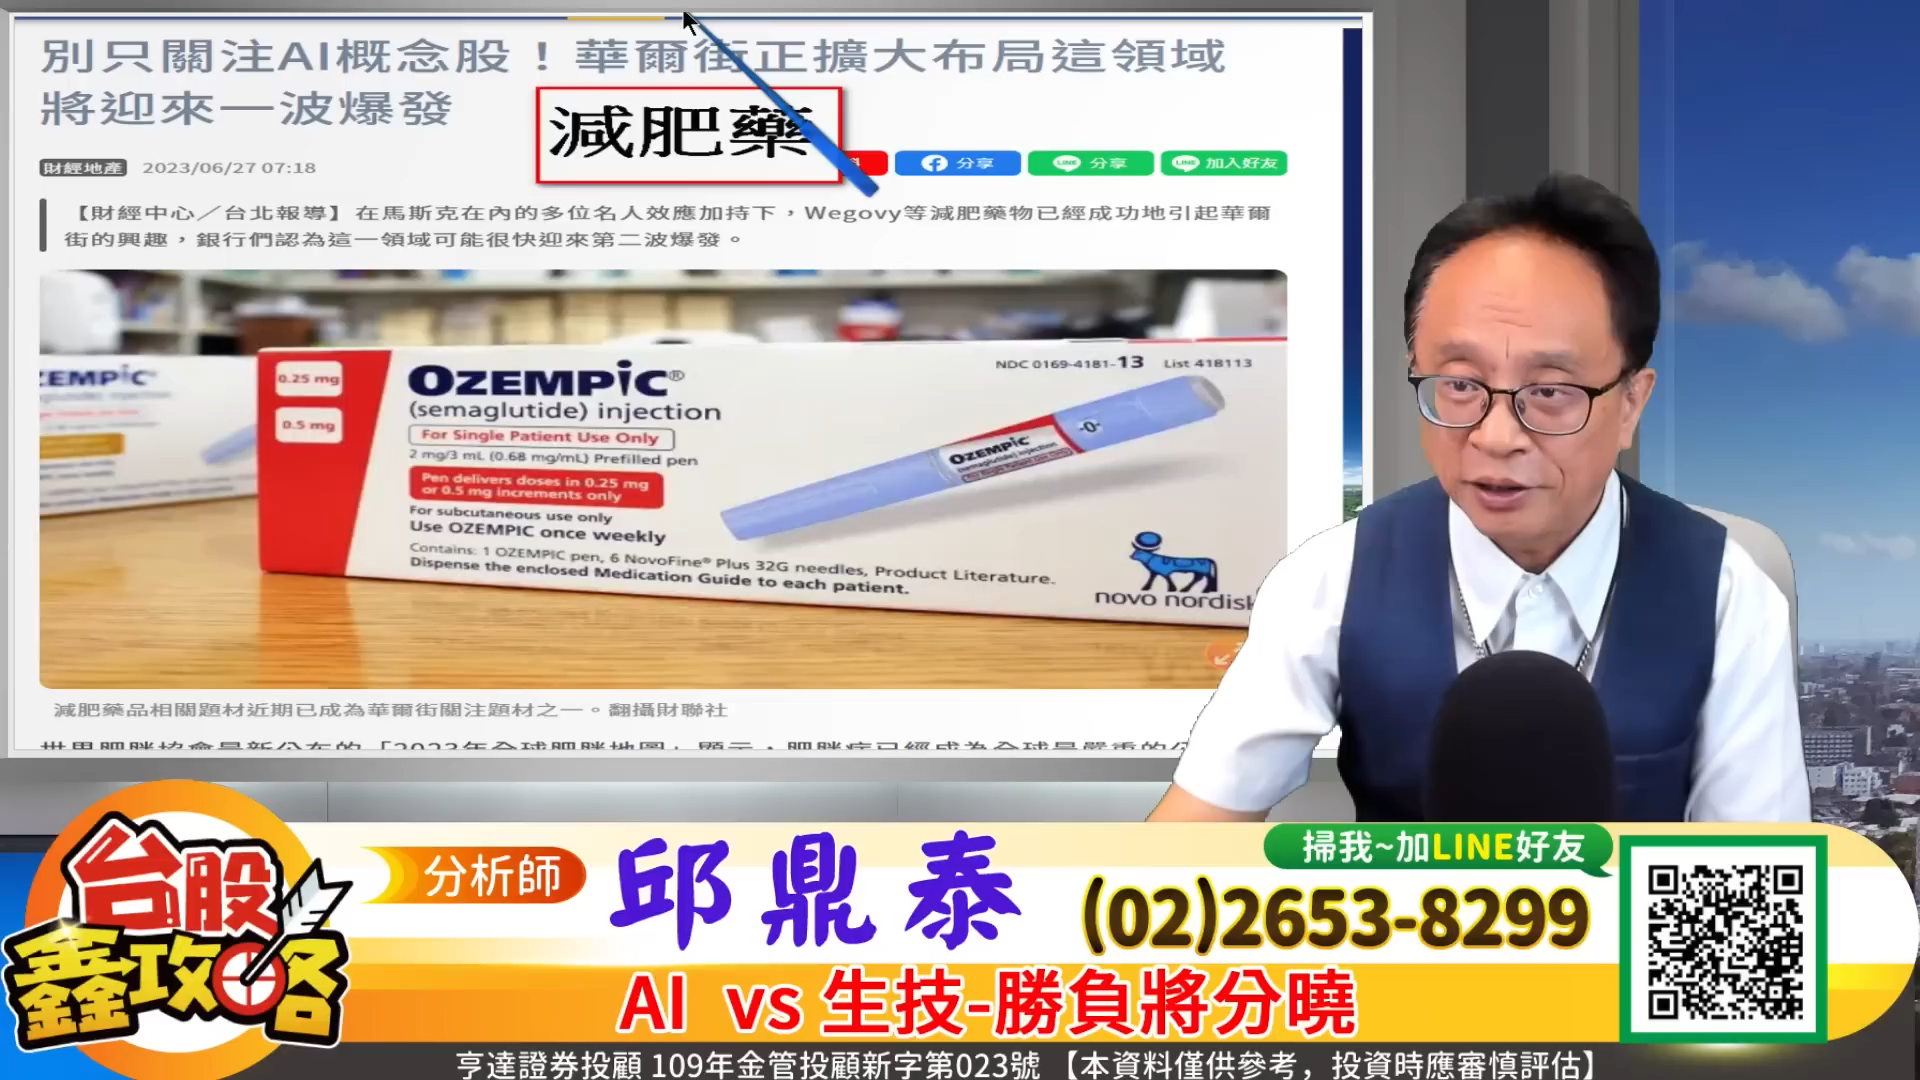 別只關注AI概念股！華爾街正擴大布局這領域
將迎來一波爆發
減肥藥
財經地產 2023/06/27 07:18
分享
分享
加入好友
【財經中心／台北報導】在馬斯克在內的多位名人效應加持下，Wegovy等減肥藥物已經成功地引起華爾
街的興趣，銀行們認為這一領域可能很快迎來第二波爆發。
0.25 mg
0.5 mg
OZEMPIC®
(semaglutide) injection
For Single Patient Use Only
2 mg/3 mL (0.68 mg/mL) Prefilled pen
Pen delivers doses in 0.25 mg
or 0.5 mg increments only
For subcutaneous use only
Use OZEMPIC once weekly
Contains: 1 OZEMPIC pen, 6 NovoFine® Plus 32G needles, Product Literature.
Dispense the enclosed Medication Guide to each patient.
NDC 0169-4181-13 List 418113
OZEMPIC
novo nordisk
減肥藥品相關題材近期已成為華爾街關注題材之一。翻攝財聯社
台股
鑫攻略
分析師
邱鼎泰
掃我~加LINE好友
(02)2653-8299
AI vs 生技-勝負將分曉
亨達證券投顧 109年金管投顧新字第023號 【本資料僅供參考，投資時應審慎評估】